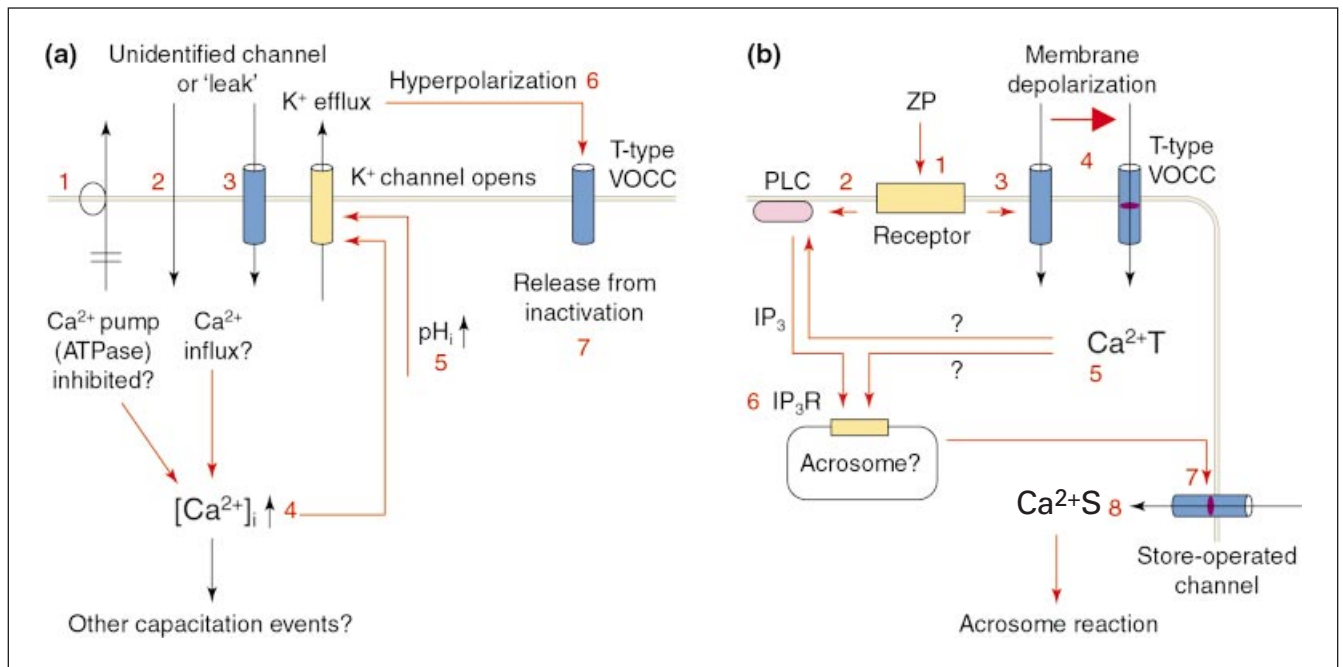 (a)
Unidentified channel
or ‘leak’
K⁺ efflux
Hyperpolarization 6
T-type
VOCC
1
2
3
K⁺ channel opens
Ca²⁺ pump
(ATPase)
inhibited?
Ca²⁺
influx?
pHᵢ
5
Release from
inactivation
7
[Ca²⁺]ᵢ 4
Other capacitation events?
(b)
Membrane
depolarization
ZP
4
T-type
VOCC
PLC
2
1
3
Receptor
IP₃
?
?
Ca²⁺T
5
6 IP₃R
Acrosome?
7
Ca²⁺S 8
Store-operated
channel
Acrosome reaction